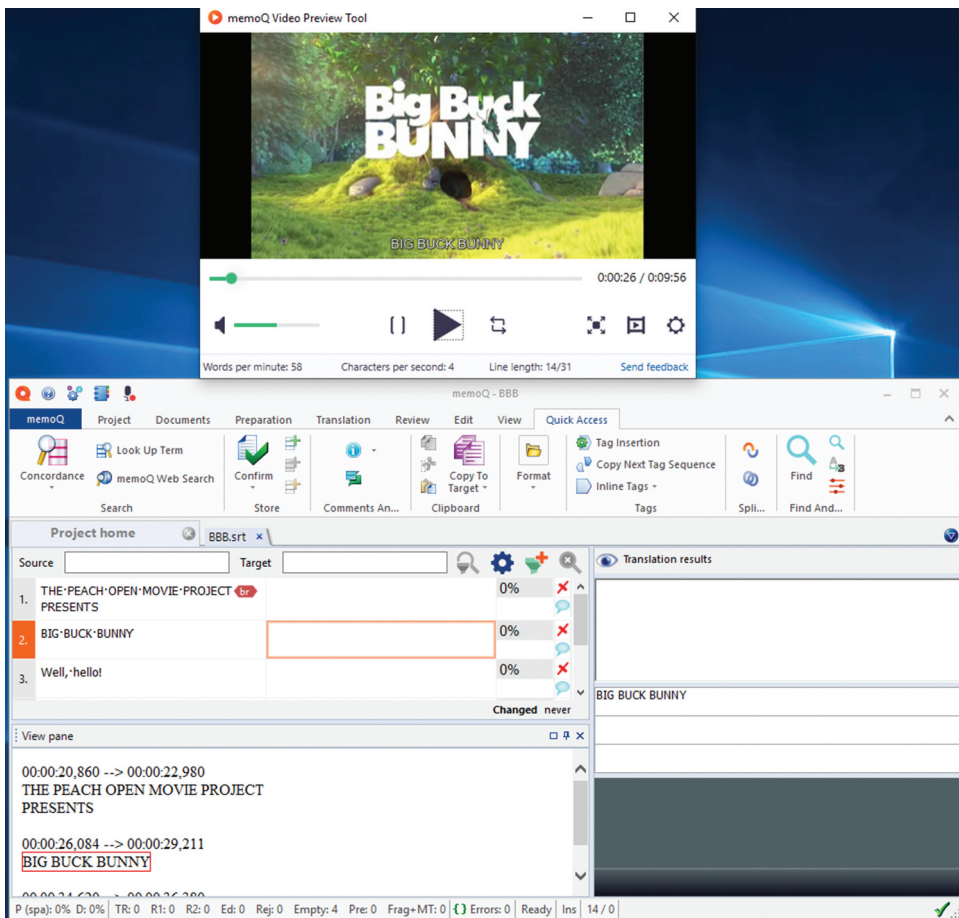 memoQ Video Preview Tool
Big Buck
BUNNY
BIG BUCK BUNNY
0:00:26 / 0:09:56
Words per minute: 58 Characters per second: 4 Line length: 14/31 Send feedback
memoQ - BBB
memoQ Project Documents Preparation Translation Review Edit View Quick Access
Concordance
Look Up Term
memoQ Web Search
Search
Confirm
Store
Comments An...
Copy To
Target
Clipboard
Format
Tag Insertion
Copy Next Tag Sequence
Inline Tags
Tags
Spli...
Find
Find And...
Project home BBB.srt
Source Target
1. THE·PEACH·OPEN·MOVIE·PROJECT br 0%
PRESENTS
2. BIG·BUCK·BUNNY 0%
3. Well,·hello! 0%
Changed never
Translation results
BIG BUCK BUNNY
View pane
00:00:20,860 --> 00:00:22,980
THE PEACH OPEN MOVIE PROJECT
PRESENTS
00:00:26,084 --> 00:00:29,211
BIG BUCK BUNNY
P (spa): 0% D: 0% TR: 0 R1: 0 R2: 0 Ed: 0 Rej: 0 Empty: 4 Pre: 0 Frag+MT: 0 {} Errors: 0 Ready Ins 14 / 0